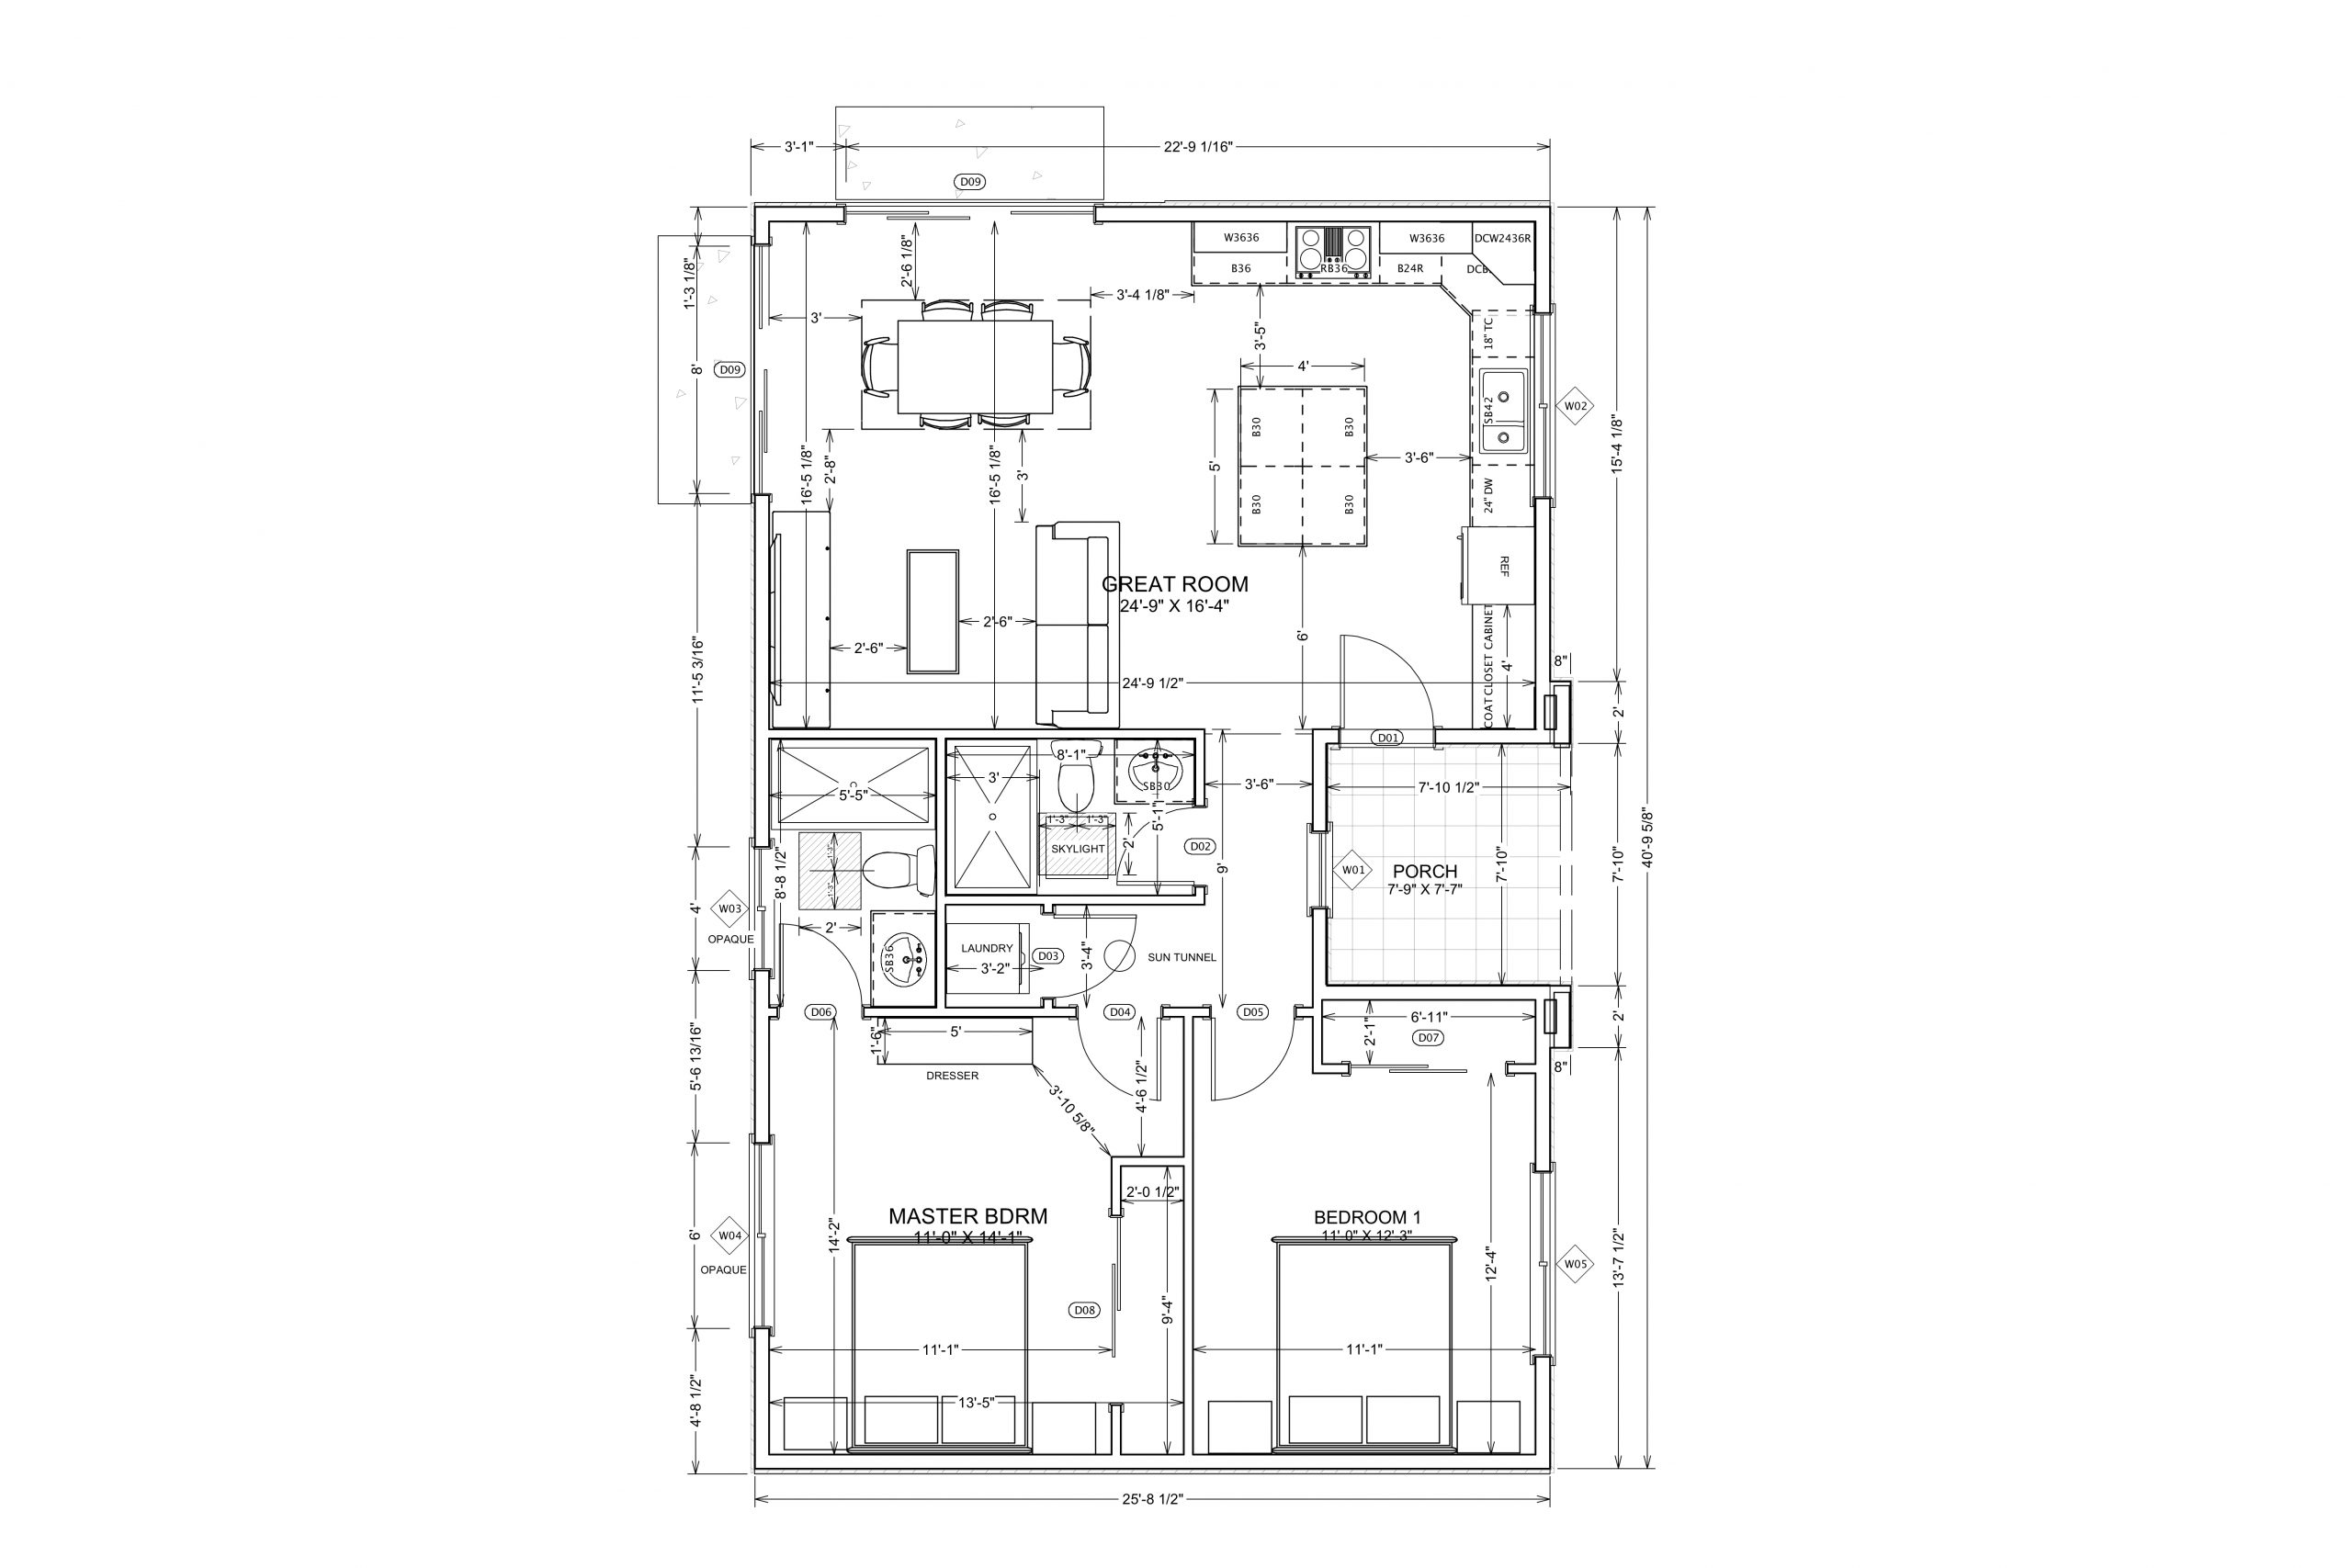 3'-1"
22'-9 1/16"
D09
W3636
W3636
DCW2436R
B36
RB36
B24R
DCB
2'-6 1/8"
1'-3 1/8"
3'-4 1/8"
3'
3'-5"
18" TC
8'
D09
4'
SB42
W02
B30
B30
15'-4 1/8"
16'-5 1/8"
2'-8"
16'-5 1/8"
3'
5'
3'-6"
B30
B30
24" DW
REF
GREAT ROOM
24'-9" X 16'-4"
2'-6"
2'-6"
6'
COAT CLOSET CABINET
4'
8"
11'-5 3/16"
24'-9 1/2"
2'
D01
8'-1"
3'
SB30
5'-5"
3'-6"
7'-10 1/2"
1'-3"
1'-3"
5'-1"
2'
SKYLIGHT
D02
1'-3"
1'-3"
8'-8 1/2"
9'
W01
PORCH
7'-9" X 7'-7"
7'-10"
7'-10"
40'-9 5/8"
W03
4'
OPAQUE
2'
SB36
LAUNDRY
3'-2"
D03
3'-4"
SUN TUNNEL
D06
D04
D05
5'
1'-6"
DRESSER
6'-11"
2'-1"
D07
2'
8"
5'-6 13/16"
3'-10 5/8"
4'-6 1/2"
2'-0 1/2"
MASTER BDRM
11'-0" X 14'-1"
BEDROOM 1
11'-0" X 12'-3"
W04
6'
OPAQUE
14'-2"
12'-4"
W05
13'-7 1/2"
D08
9'-4"
11'-1"
11'-1"
13'-5"
4'-8 1/2"
25'-8 1/2"